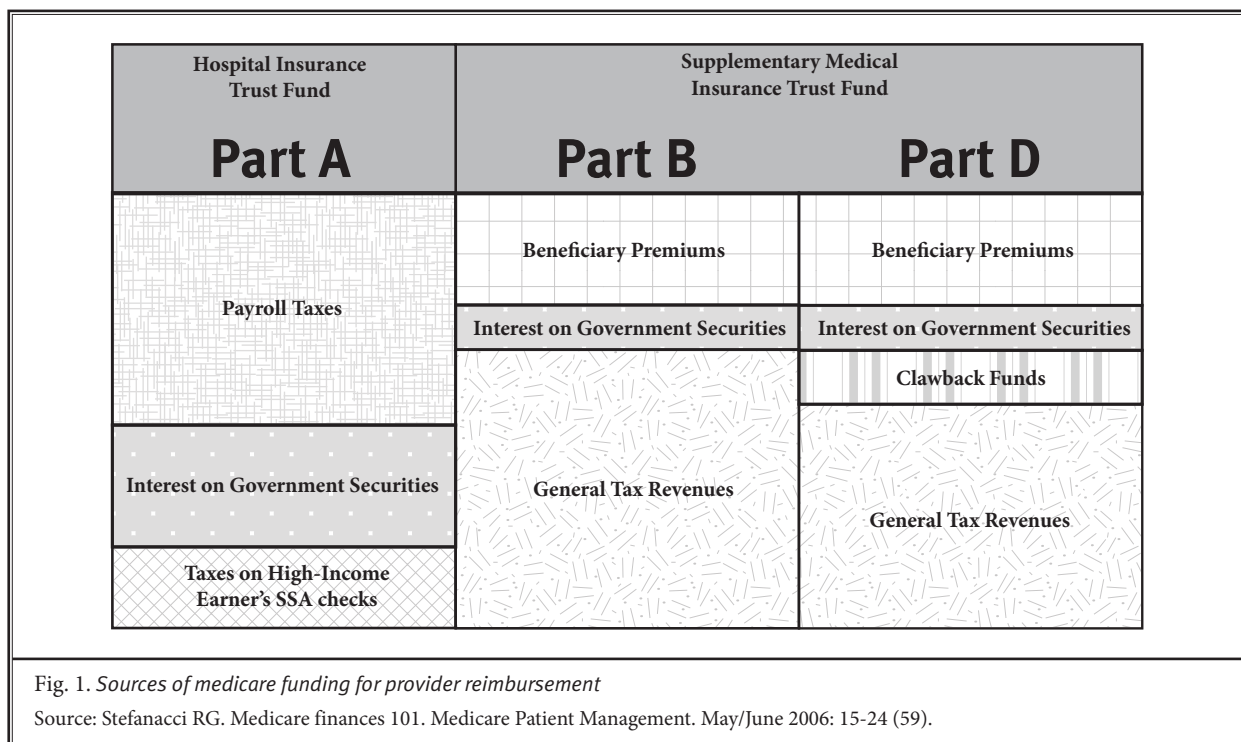 Hospital Insurance
Trust Fund
Part A
Supplementary Medical
Insurance Trust Fund
Part B
Part D
Payroll Taxes
Interest on Government Securities
Taxes on High-Income
Earner's SSA checks
Beneficiary Premiums
Interest on Government Securities
General Tax Revenues
Beneficiary Premiums
Interest on Government Securities
Clawback Funds
General Tax Revenues
Fig. 1. Sources of medicare funding for provider reimbursement
Source: Stefanacci RG. Medicare finances 101. Medicare Patient Management. May/June 2006: 15-24 (59).